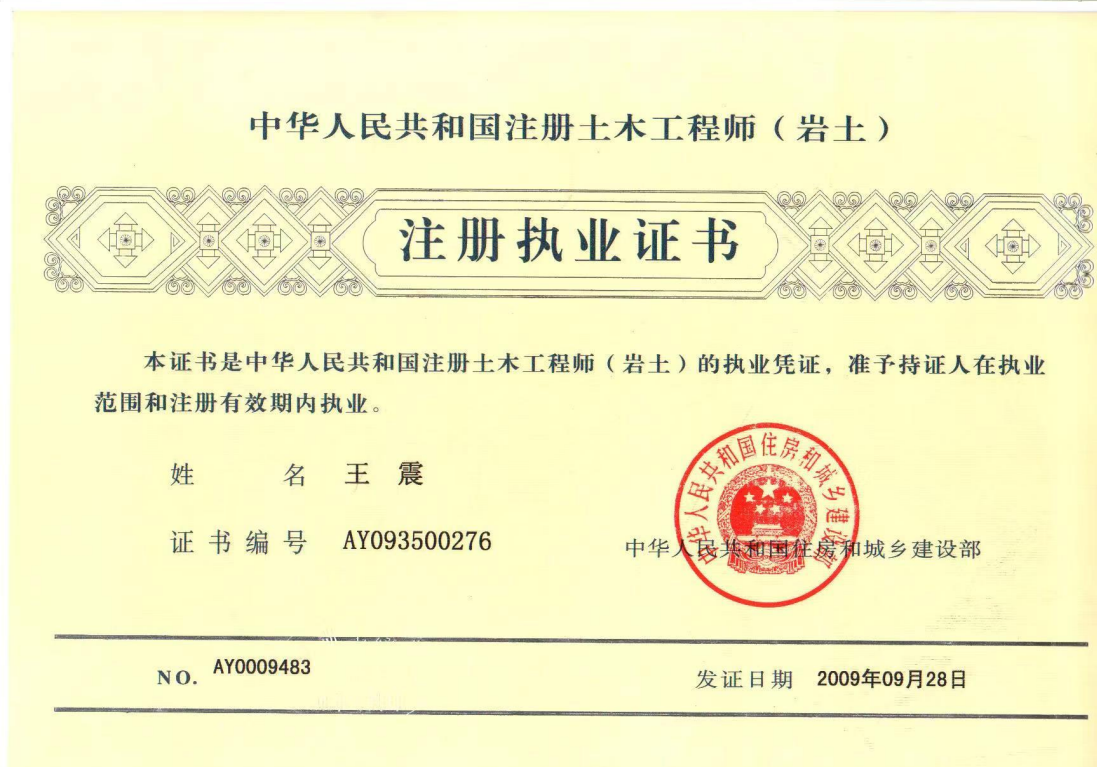 中华人民共和国注册土木工程师（岩土）
注册执业证书
本证书是中华人民共和国注册土木工程师（岩土）的执业凭证，准予持证人在执业
范围和注册有效期内执业。
姓 名 王 震
证书编号 AY093500276
中华人民共和国住房和城乡建设部
中华人民共和国住房和城乡建设部
NO. AY0009483
发证日期 2009年09月28日